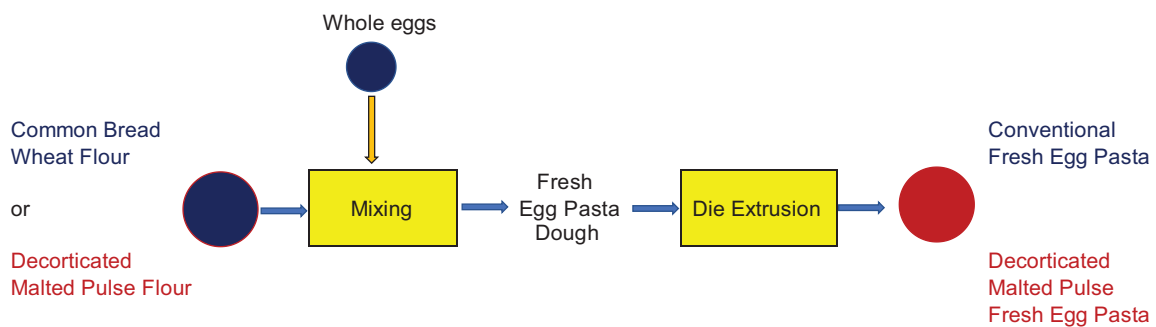 Whole eggs
Common Bread
Wheat Flour
or
Decorticated
Malted Pulse Flour
Mixing
Fresh
Egg Pasta
Dough
Die Extrusion
Conventional
Fresh Egg Pasta
Decorticated
Malted Pulse
Fresh Egg Pasta